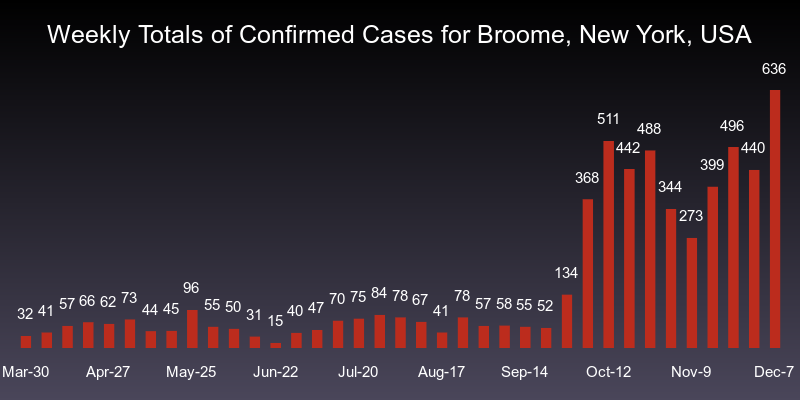 Weekly Totals of Confirmed Cases for Broome, New York, USA
32 41 57 66 62 73 44 45 96 55 50 31 15 40 47 70 75 84 78 67 41 78 57 58 55 52 134 368 511 442 488 344 273 399 496 440 636
Mar-30 Apr-27 May-25 Jun-22 Jul-20 Aug-17 Sep-14 Oct-12 Nov-9 Dec-7